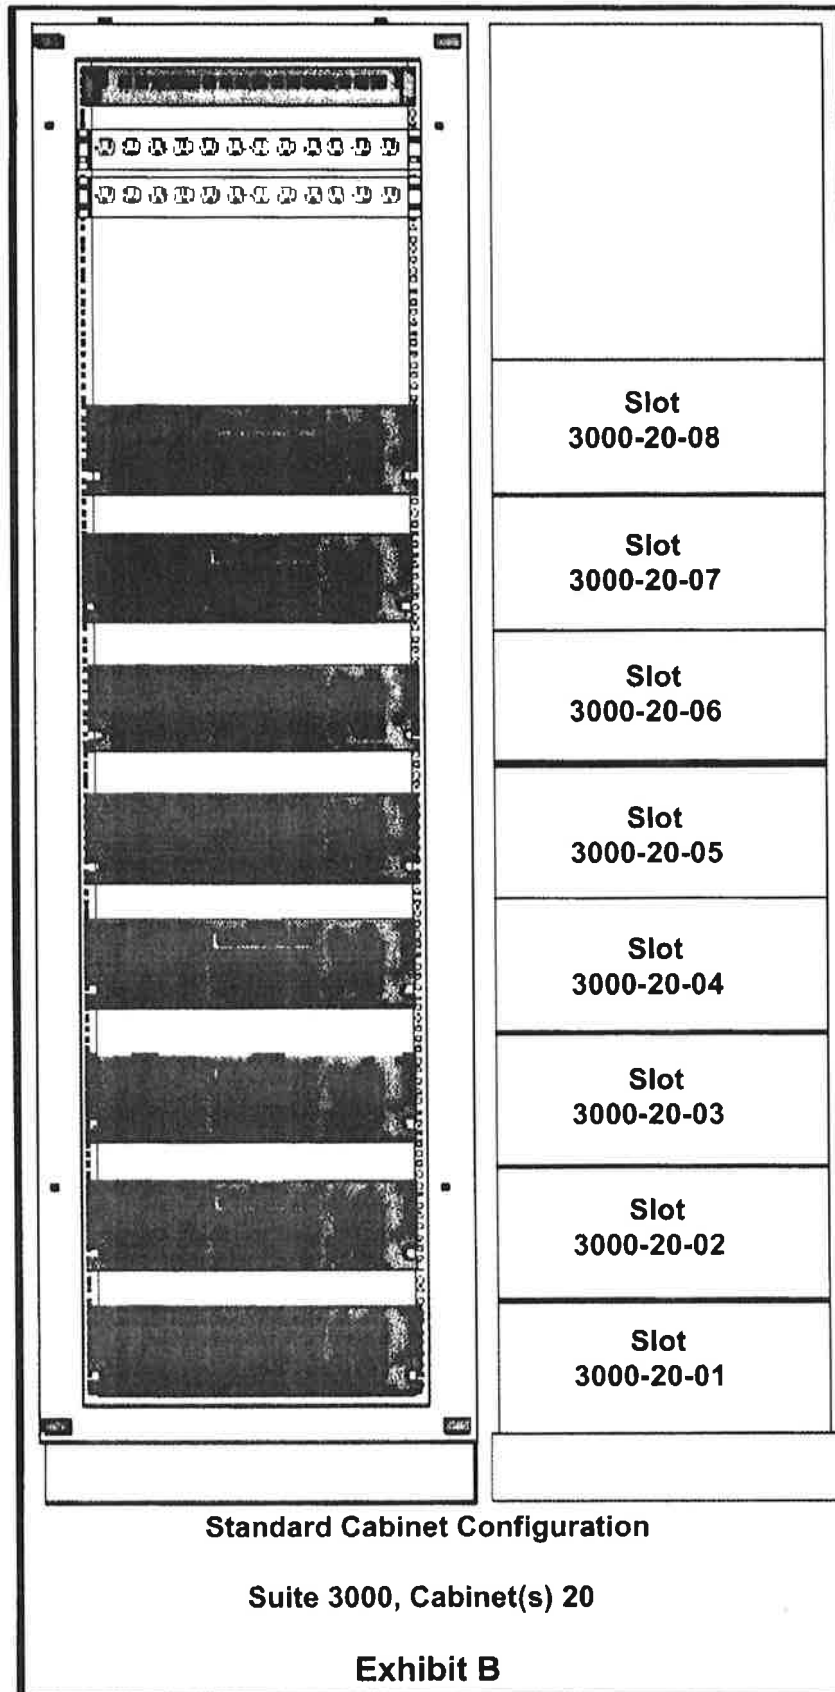 Slot
3000-20-08
Slot
3000-20-07
Slot
3000-20-06
Slot
3000-20-05
Slot
3000-20-04
Slot
3000-20-03
Slot
3000-20-02
Slot
3000-20-01
Standard Cabinet Configuration
Suite 3000, Cabinet(s) 20
Exhibit B